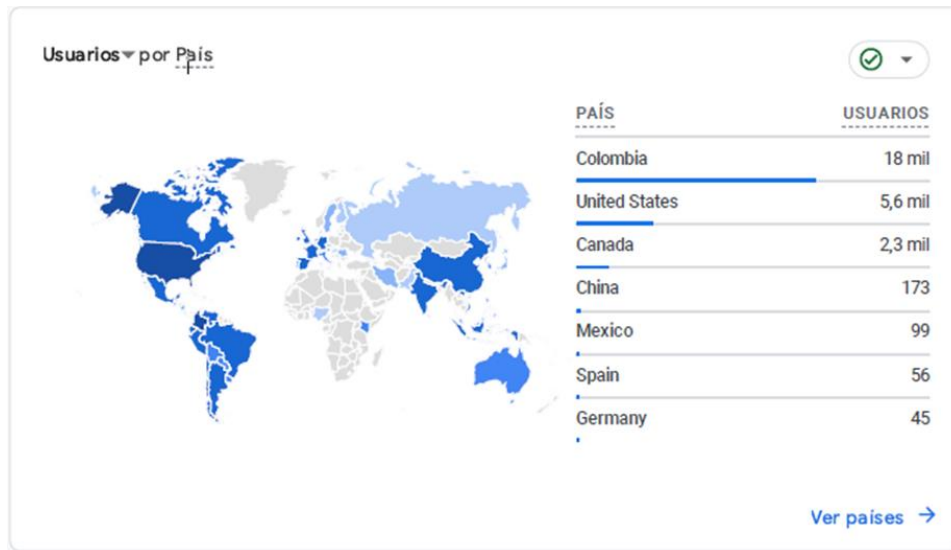 Usuarios por País
PAÍS USUARIOS
Colombia 18 mil
United States 5,6 mil
Canada 2,3 mil
China 173
Mexico 99
Spain 56
Germany 45
Ver países